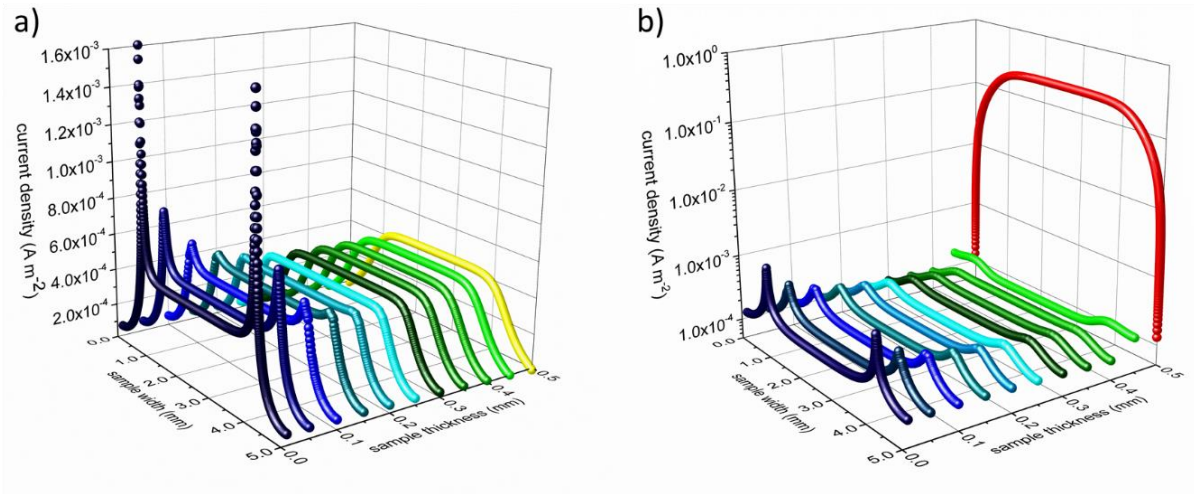 a)
1.6x10-3
1.4x10-3
1.2x10-3
1.0x10-3
8.0x10-4
6.0x10-4
4.0x10-4
2.0x10-4
current density (A m-2)
0.0
1.0
2.0
3.0
4.0
5.0
sample width (mm)
0.0
0.1
0.2
0.3
0.4
0.5
sample thickness (mm)
b)
1.0x100
1.0x10-1
1.0x10-2
1.0x10-3
1.0x10-4
current density (A m-2)
0.0
1.0
2.0
3.0
4.0
5.0
sample width (mm)
0.0
0.1
0.2
0.3
0.4
0.5
sample thickness (mm)